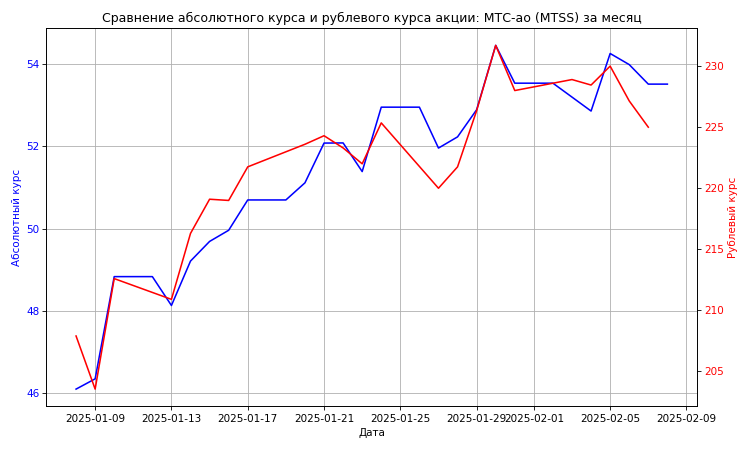 Сравнение абсолютного курса и рублевого курса акции: МТС-ао (MTSS) за месяц
Абсолютный курс
54
52
50
48
46
230
225
220
215
210
205
Рублевый курс
2025-01-09 2025-01-13 2025-01-17 2025-01-21 2025-01-25 2025-01-29 2025-02-01 2025-02-05 2025-02-09
Дата